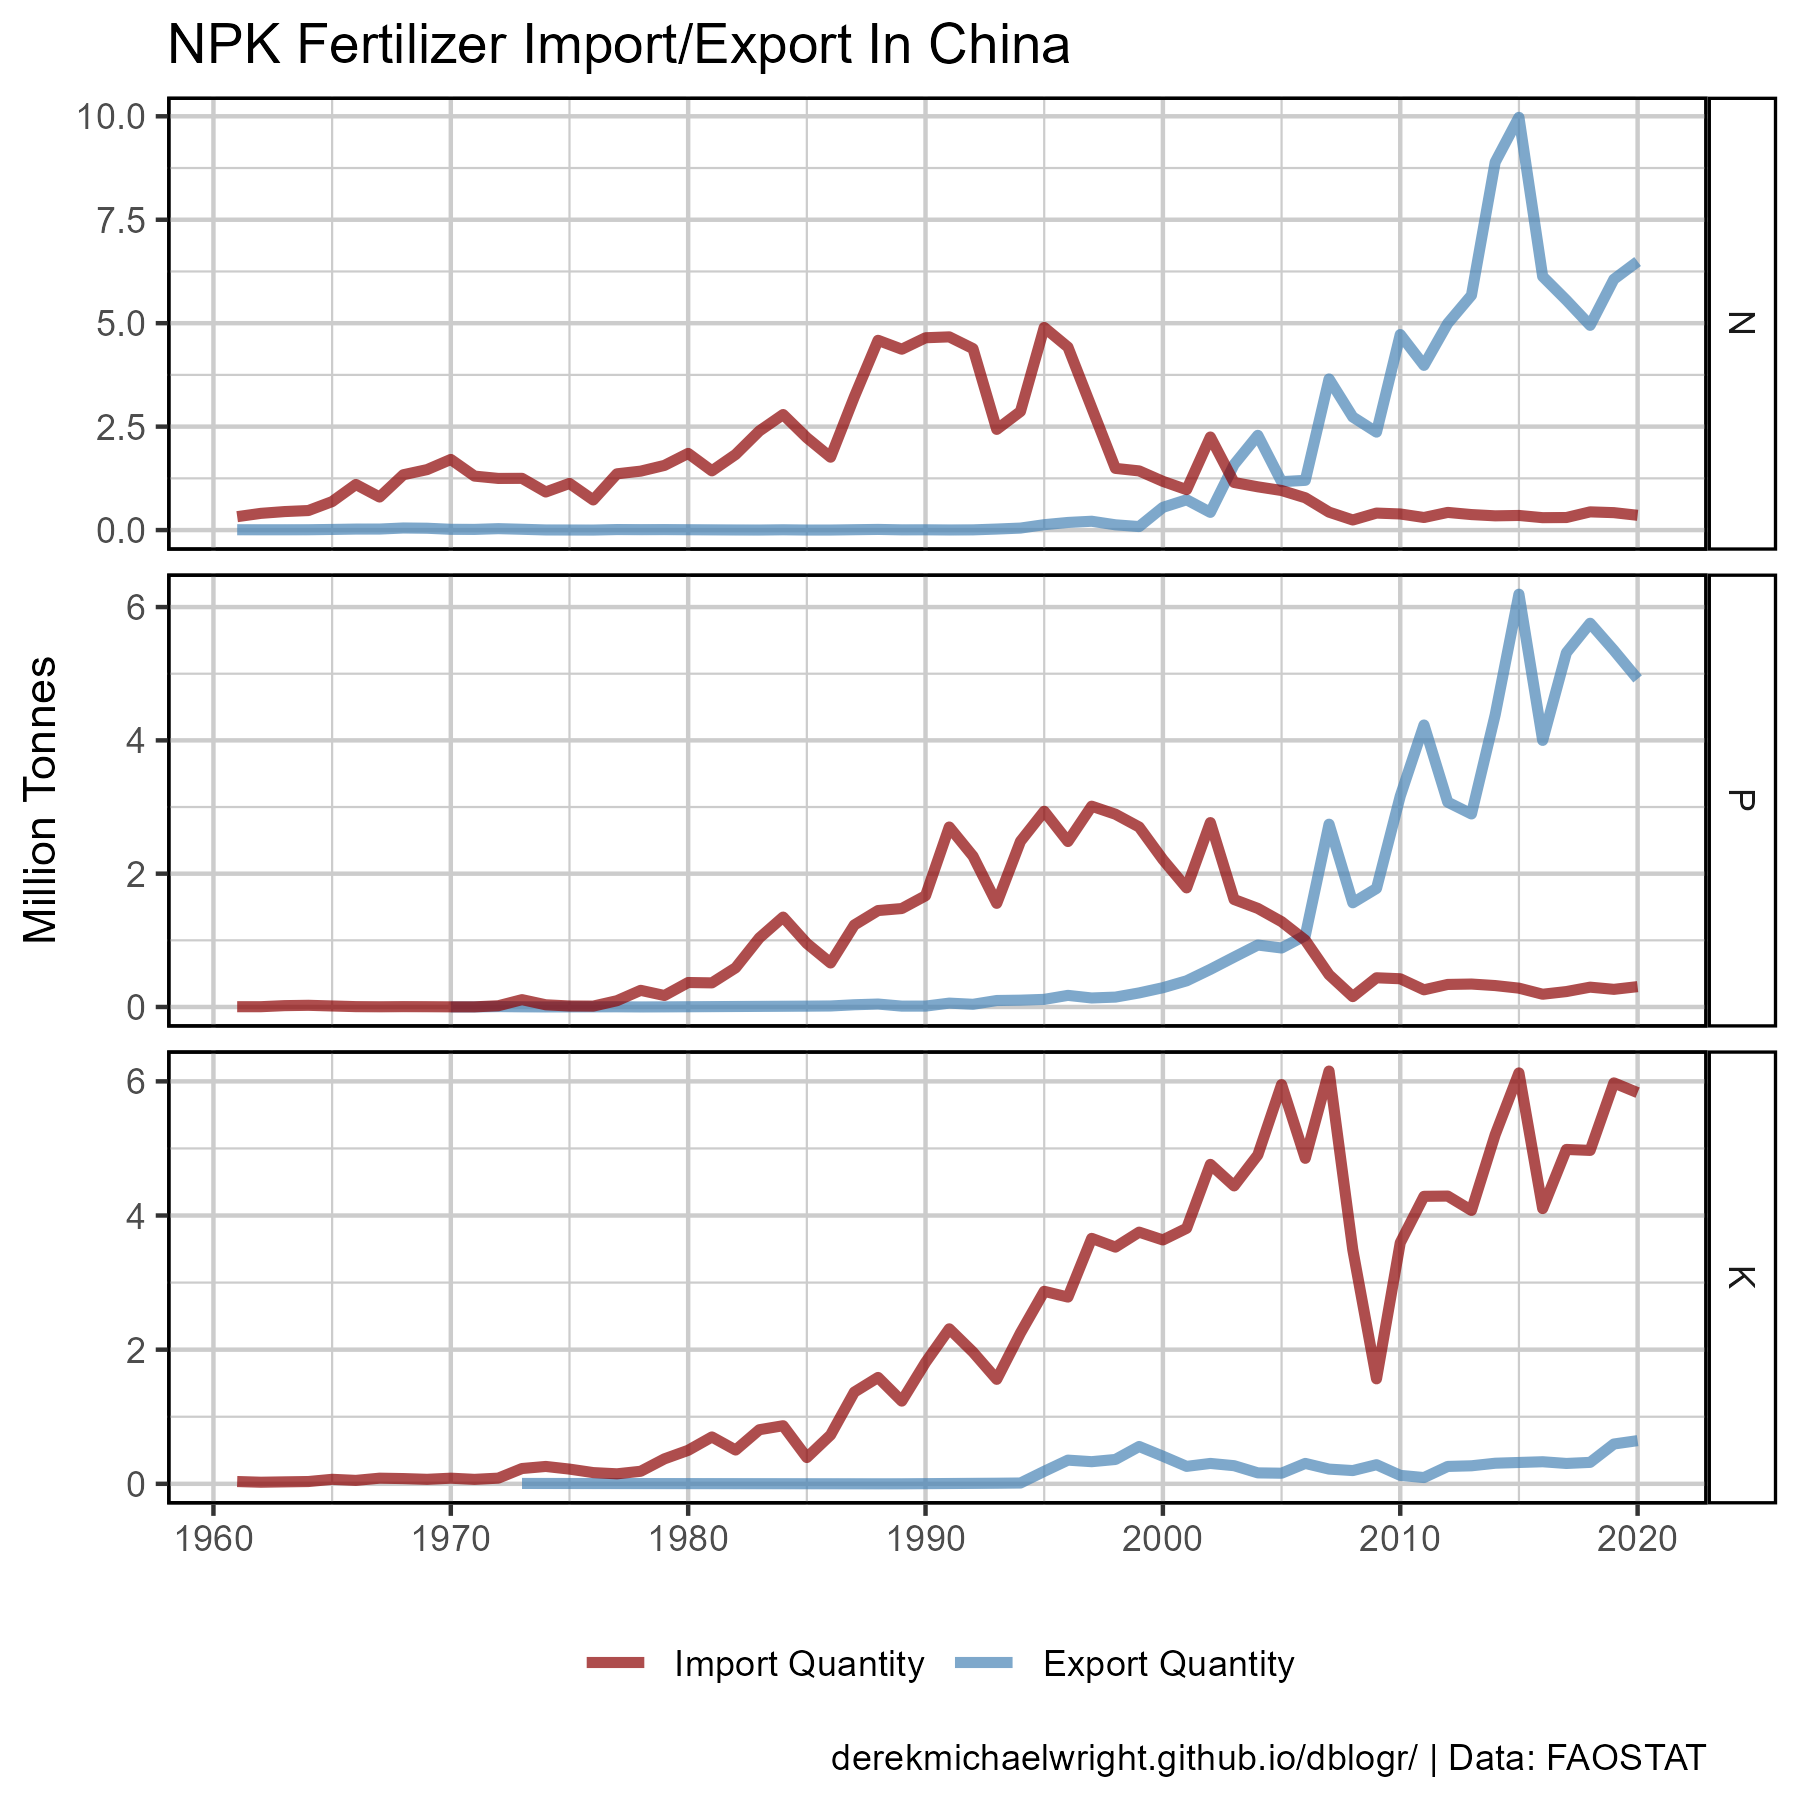 NPK Fertilizer Import/Export In China
Million Tonnes
10.0
7.5
5.0
2.5
0.0
N
6
4
2
0
P
6
4
2
0
K
1960 1970 1980 1990 2000 2010 2020
Import Quantity Export Quantity
derekmichaelwright.github.io/dblogr/ | Data: FAOSTAT